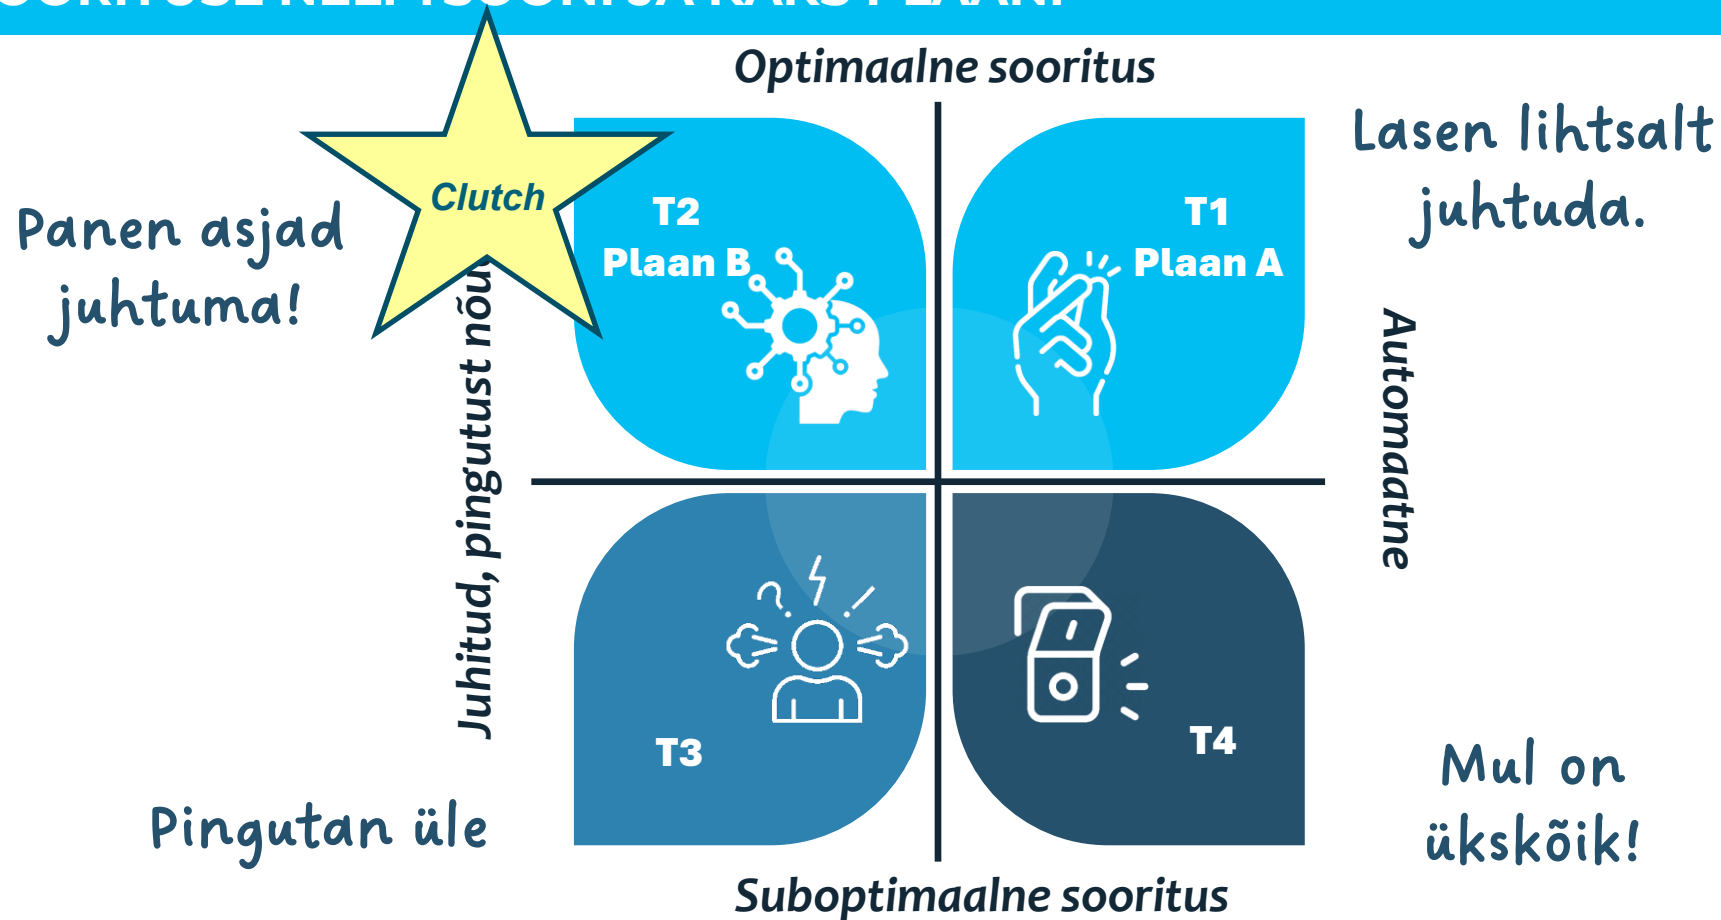 Optimaalne sooritus
Clutch
Lasen lihtsalt
juhtuda.
Panen asjad
juhtuma!
T2
Plaan B
T1
Plaan A
Juhitud, pingutust
Automaatne
T3
T4
Pingutan üle
Mul on
ükskõik!
Suboptimaalne sooritus